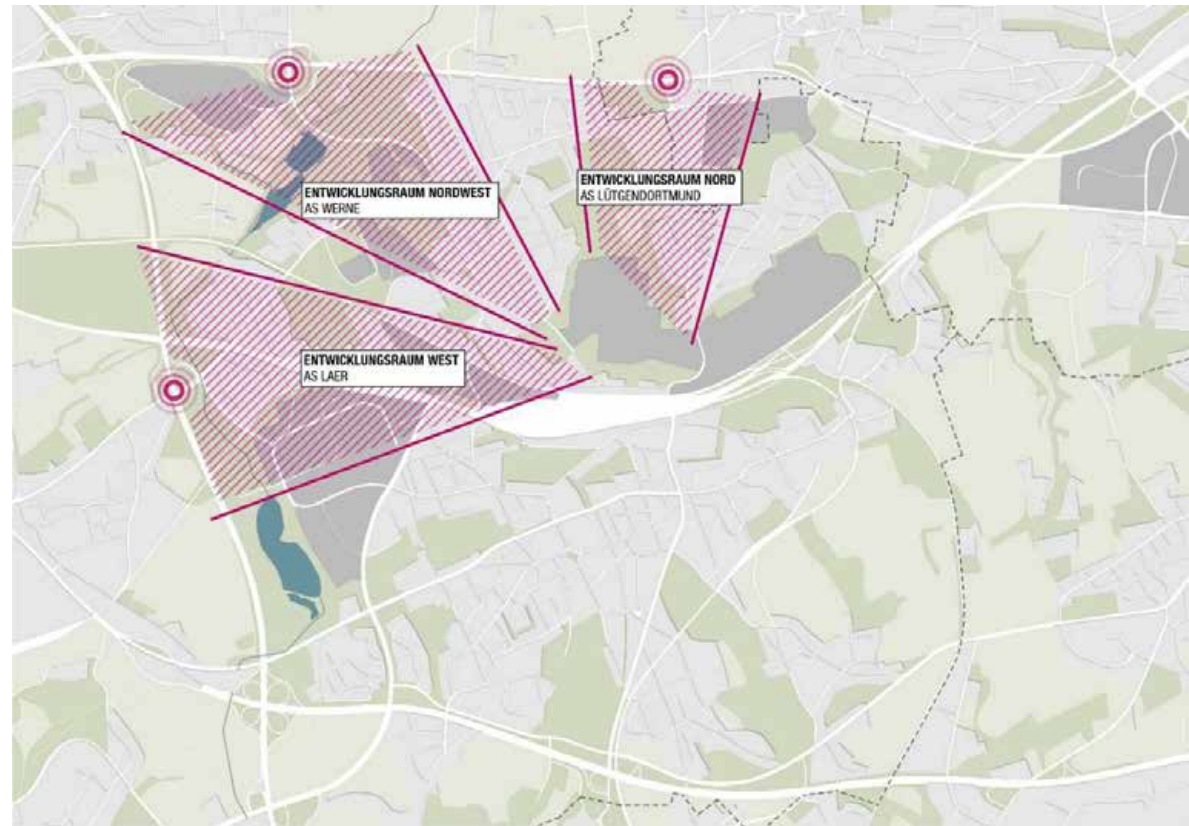 ENTWICKLUNGSRAUM NORDWEST
AS WERNE
ENTWICKLUNGSRAUM NORD
AS LÜTGENDORTMUND
ENTWICKLUNGSRAUM WEST
AS LAER